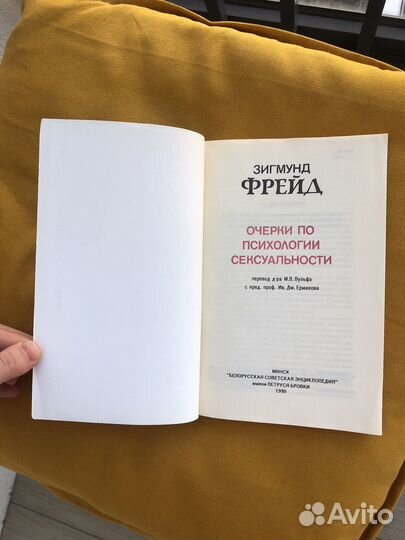 ЗИГМУНД
ФРЕЙД
ОЧЕРКИ ПО
ПСИХОЛОГИИ
СЕКСУАЛЬНОСТИ
перевод д-ра М.В. Вульфа
с пред. проф. Ив. Дм. Ермакова
МИНСК
"БЕЛОРУССКАЯ СОВЕТСКАЯ ЭНЦИКЛОПЕДИЯ"
имени ПЕТРУСЯ БРОВКИ
1990
Avito